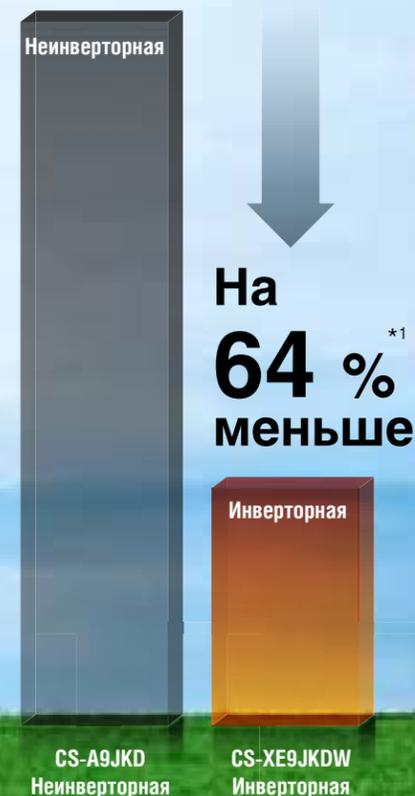 Неинверторная
На
64 % *1
меньше
Инверторная
CS-A9JKD
Неинверторная
CS-XE9JKDW
Инверторная